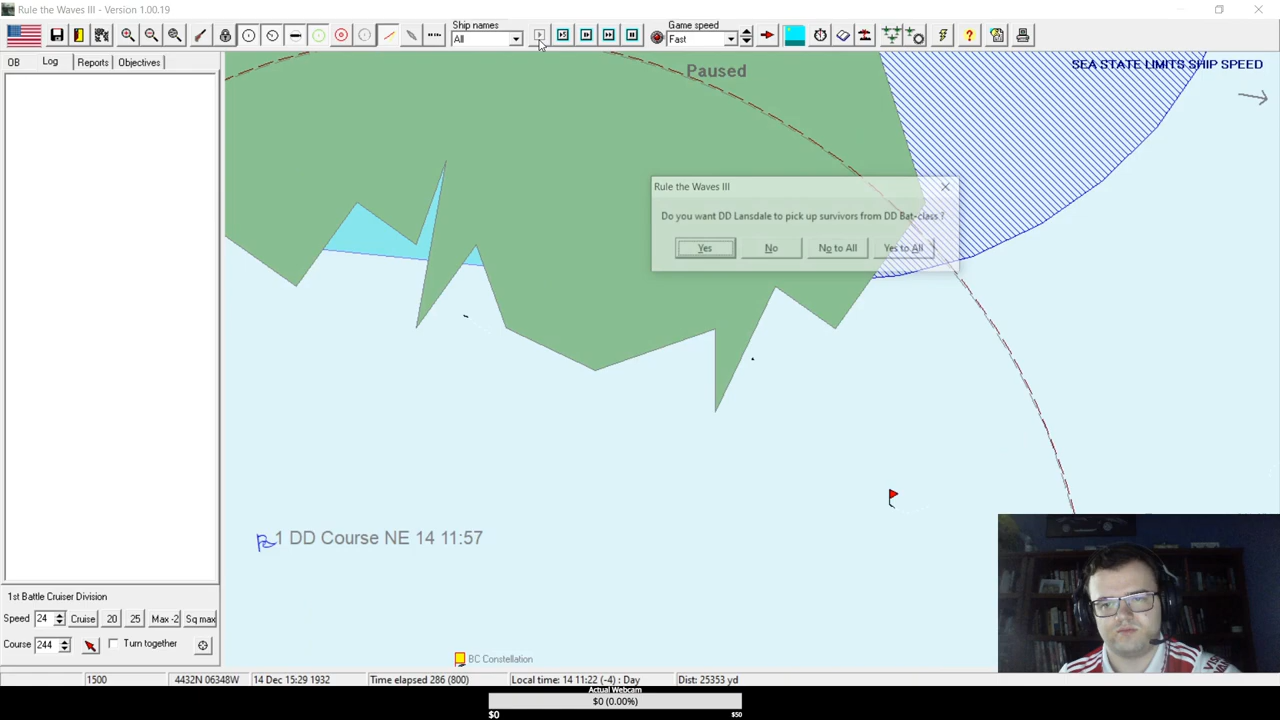 Rule the Waves III - Version 1.00.19
Ship names
All
Game speed
Fast
OB
Log
Reports
Objectives
Paused
SEA STATE LIMITS SHIP SPEED
Rule the Waves III
Do you want DD Lansdale to pick up survivors from DD Bat-class ?
Yes
No
No to All
Yes to All
1 DD Course NE 14 11:57
1st Battle Cruiser Division
Speed 24 Cruise 20 25 Max -2 Sq max
Course 244 Turn together
BC Constellation
1500
4432N 06348W
14 Dec 15:29 1932
Time elapsed 286 (800)
Local time: 14 11:22 (-4) : Day
Dist: 25353 yd
Actual Webcam
$0 (0.00%)
$0
$50